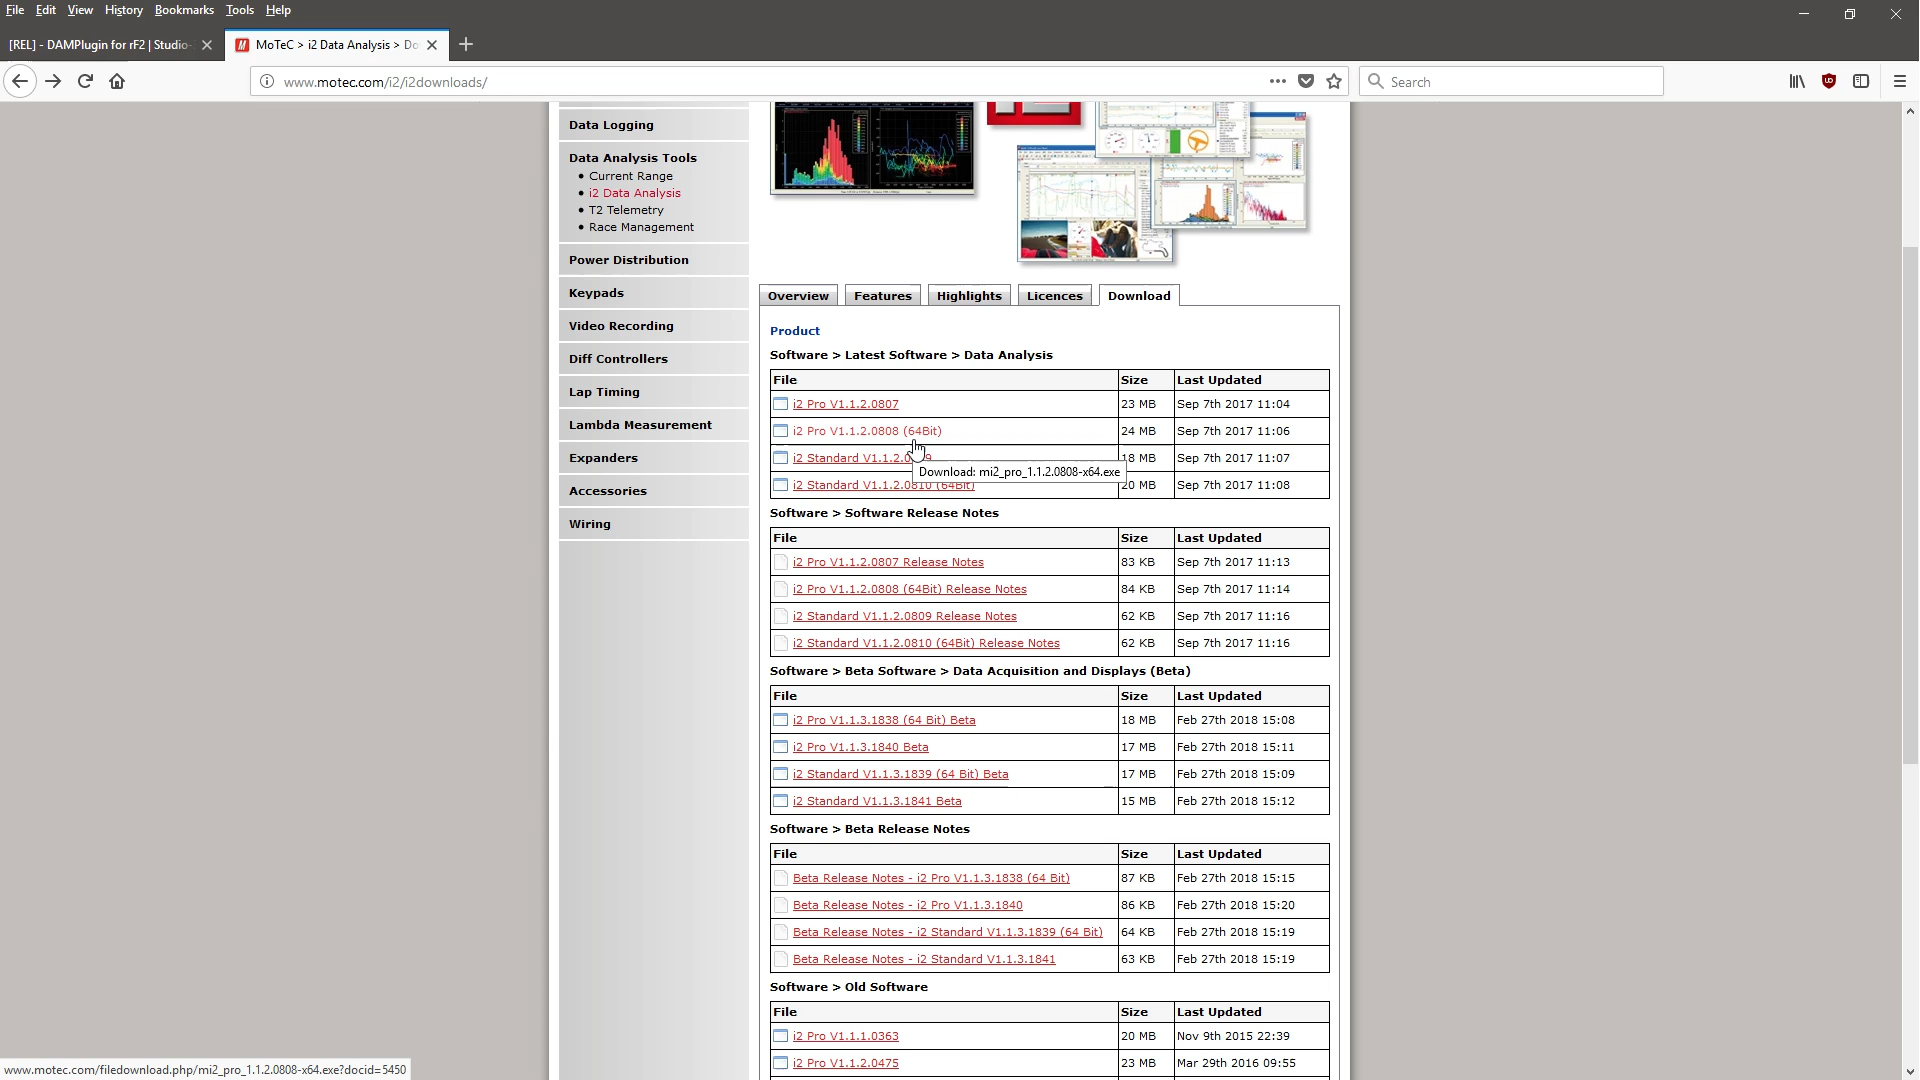 File Edit View History Bookmarks Tools Help
[REL] - DAMPlugin for rF2 | Studio-
MoTeC > i2 Data Analysis > Do
www.motec.com/i2/i2downloads/
Search
Data Logging
Data Analysis Tools
• Current Range
• i2 Data Analysis
• T2 Telemetry
• Race Management
Power Distribution
Keypads
Video Recording
Diff Controllers
Lap Timing
Lambda Measurement
Expanders
Accessories
Wiring
Overview Features Highlights Licences Download
Product
Software > Latest Software > Data Analysis
File Size Last Updated
i2 Pro V1.1.2.0807 23 MB Sep 7th 2017 11:04
i2 Pro V1.1.2.0808 (64Bit) 24 MB Sep 7th 2017 11:06
i2 Standard V1.1.2.0809 18 MB Sep 7th 2017 11:07
Download: mi2_pro_1.1.2.0808-x64.exe
i2 Standard V1.1.2.0810 (64Bit) 20 MB Sep 7th 2017 11:08
Software > Software Release Notes
File Size Last Updated
i2 Pro V1.1.2.0807 Release Notes 83 KB Sep 7th 2017 11:13
i2 Pro V1.1.2.0808 (64Bit) Release Notes 84 KB Sep 7th 2017 11:14
i2 Standard V1.1.2.0809 Release Notes 62 KB Sep 7th 2017 11:16
i2 Standard V1.1.2.0810 (64Bit) Release Notes 62 KB Sep 7th 2017 11:16
Software > Beta Software > Data Acquisition and Displays (Beta)
File Size Last Updated
i2 Pro V1.1.3.1838 (64 Bit) Beta 18 MB Feb 27th 2018 15:08
i2 Pro V1.1.3.1840 Beta 17 MB Feb 27th 2018 15:11
i2 Standard V1.1.3.1839 (64 Bit) Beta 17 MB Feb 27th 2018 15:09
i2 Standard V1.1.3.1841 Beta 15 MB Feb 27th 2018 15:12
Software > Beta Release Notes
File Size Last Updated
Beta Release Notes - i2 Pro V1.1.3.1838 (64 Bit) 87 KB Feb 27th 2018 15:15
Beta Release Notes - i2 Pro V1.1.3.1840 86 KB Feb 27th 2018 15:20
Beta Release Notes - i2 Standard V1.1.3.1839 (64 Bit) 64 KB Feb 27th 2018 15:19
Beta Release Notes - i2 Standard V1.1.3.1841 63 KB Feb 27th 2018 15:19
Software > Old Software
File Size Last Updated
i2 Pro V1.1.1.0363 20 MB Nov 9th 2015 22:39
i2 Pro V1.1.2.0475 23 MB Mar 29th 2016 09:55
www.motec.com/filedownload.php/mi2_pro_1.1.2.0808-x64.exe?docid=5450